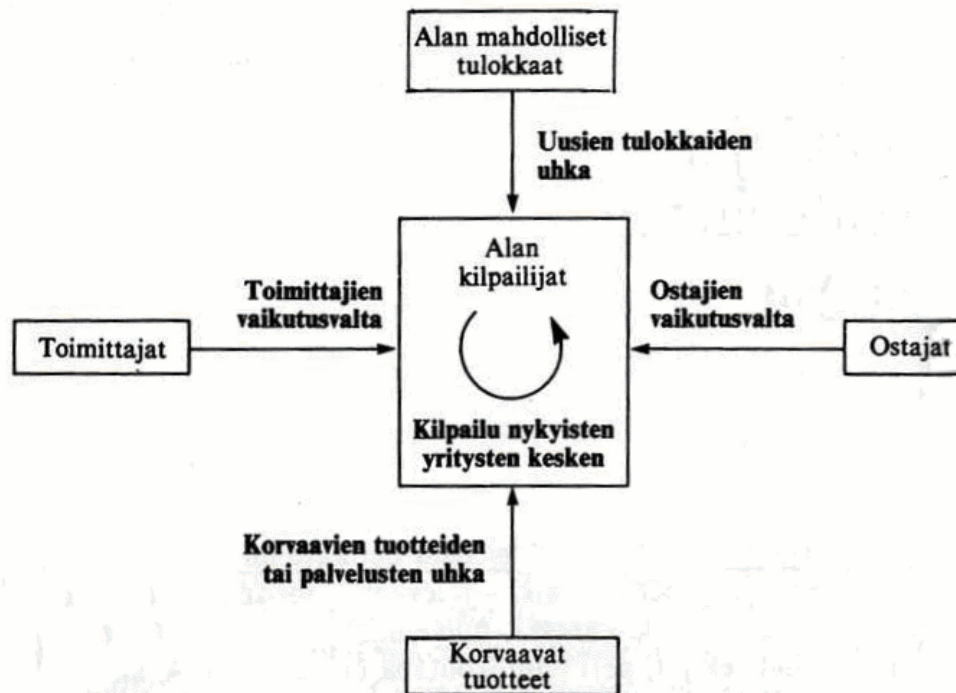 Alan mahdolliset
tulokkaat
Uusien tulokkaiden
uhka
Alan
kilpailijat
Toimittajien
vaikutusvalta
Ostajien
vaikutusvalta
Toimittajat
Ostajat
Kilpailu nykyisten
yritysten kesken
Korvaavien tuotteiden
tai palvelusten uhka
Korvaavat
tuotteet